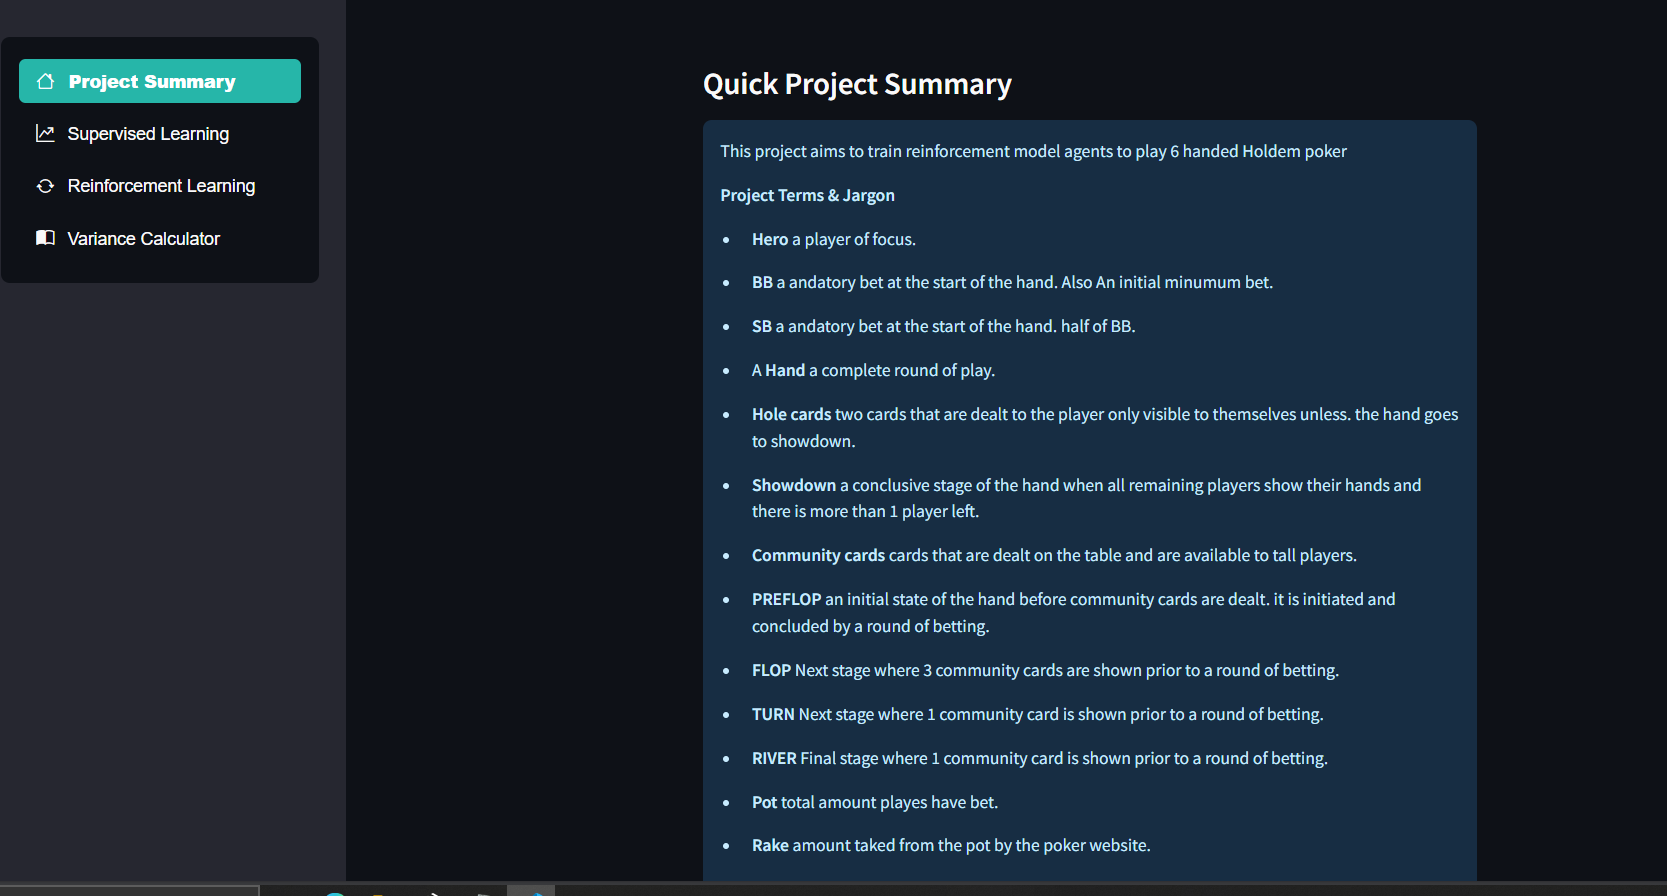 Project Summary
Supervised Learning
Reinforcement Learning
Variance Calculator
Quick Project Summary
This project aims to train reinforcement model agents to play 6 handed Holdem poker
Project Terms & Jargon
Hero a player of focus.
BB a andatory bet at the start of the hand. Also An initial minumum bet.
SB a andatory bet at the start of the hand. half of BB.
A Hand a complete round of play.
Hole cards two cards that are dealt to the player only visible to themselves unless. the hand goes
to showdown.
Showdown a conclusive stage of the hand when all remaining players show their hands and
there is more than 1 player left.
Community cards cards that are dealt on the table and are available to tall players.
PREFLOP an initial state of the hand before community cards are dealt. it is initiated and
concluded by a round of betting.
FLOP Next stage where 3 community cards are shown prior to a round of betting.
TURN Next stage where 1 community card is shown prior to a round of betting.
RIVER Final stage where 1 community card is shown prior to a round of betting.
Pot total amount playes have bet.
Rake amount taked from the pot by the poker website.